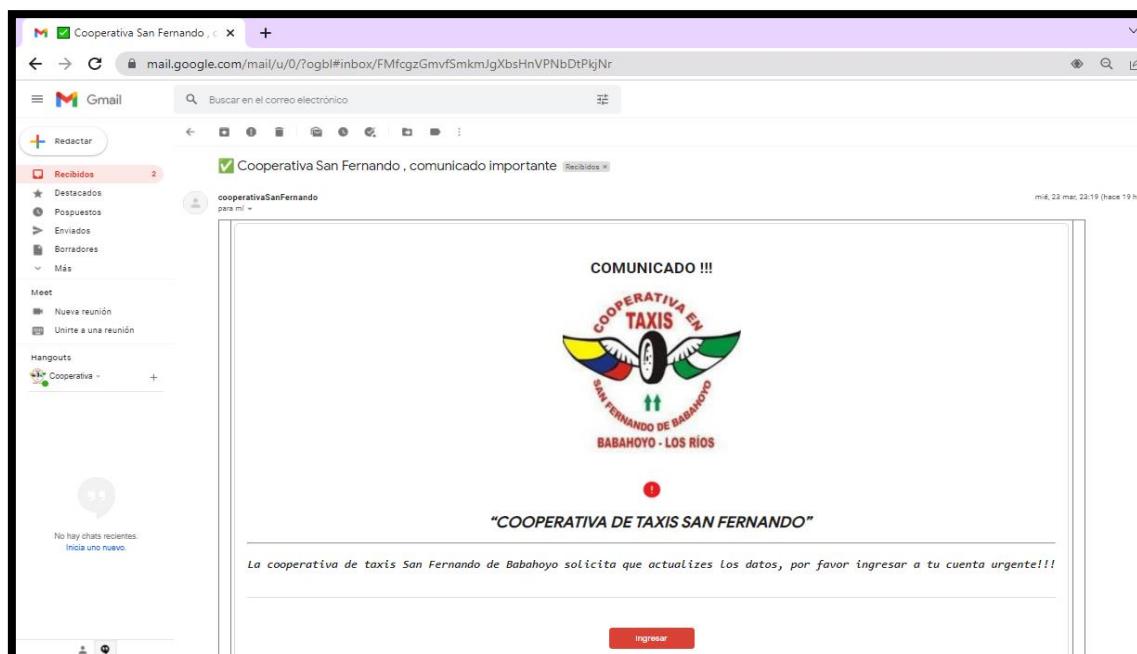 Cooperativa San Fernando , c
mail.google.com/mail/u/0/?ogbl#inbox/FMfcgzGmvfSmkmJgXbsHnVPNbDtPkjNr
Gmail
Buscar en el correo electrónico
Redactar
Recibidos 2
Destacados
Pospuestos
Enviados
Borradores
Más
Meet
Nueva reunión
Unirte a una reunión
Hangouts
Cooperativa
No hay chats recientes.
Inicia uno nuevo.
Cooperativa San Fernando , comunicado importante Recibidos x
cooperativaSanFernando mié, 23 mar, 23:19 (hace 19 h
para mí
COMUNICADO !!!
COOPERATIVA EN
TAXIS
SAN FERNANDO DE BABAHOYO
BABAHOYO - LOS RÍOS
“COOPERATIVA DE TAXIS SAN FERNANDO”
La cooperativa de taxis San Fernando de Babahoyo solicita que actualizes los datos, por favor ingresar a tu cuenta urgente!!!
Ingresar